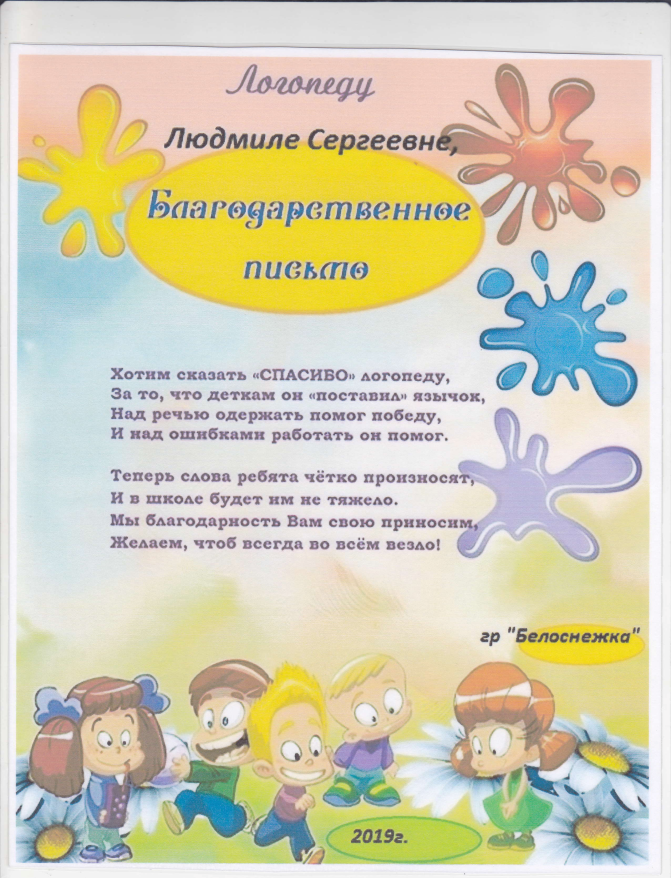 Логопеду
Людмиле Сергеевне,
Благодарственное
письмо
Хотим сказать «СПАСИБО» логопеду,
За то, что деткам он «поставил» язычок,
Над речью одержать помог победу,
И над ошибками работать он помог.
Теперь слова ребята чётко произносят,
И в школе будет им не тяжело.
Мы благодарность Вам свою приносим,
Желаем, чтоб всегда во всём везло!
гр "Белоснежка"
2019г.